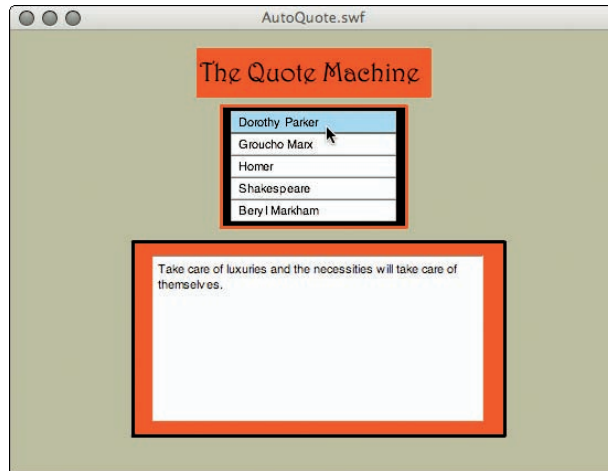 AutoQuote.swf
The Quote Machine
Dorothy Parker
Groucho Marx
Homer
Shakespeare
Beryl Markham
Take care of luxuries and the necessities will take care of
themselves.